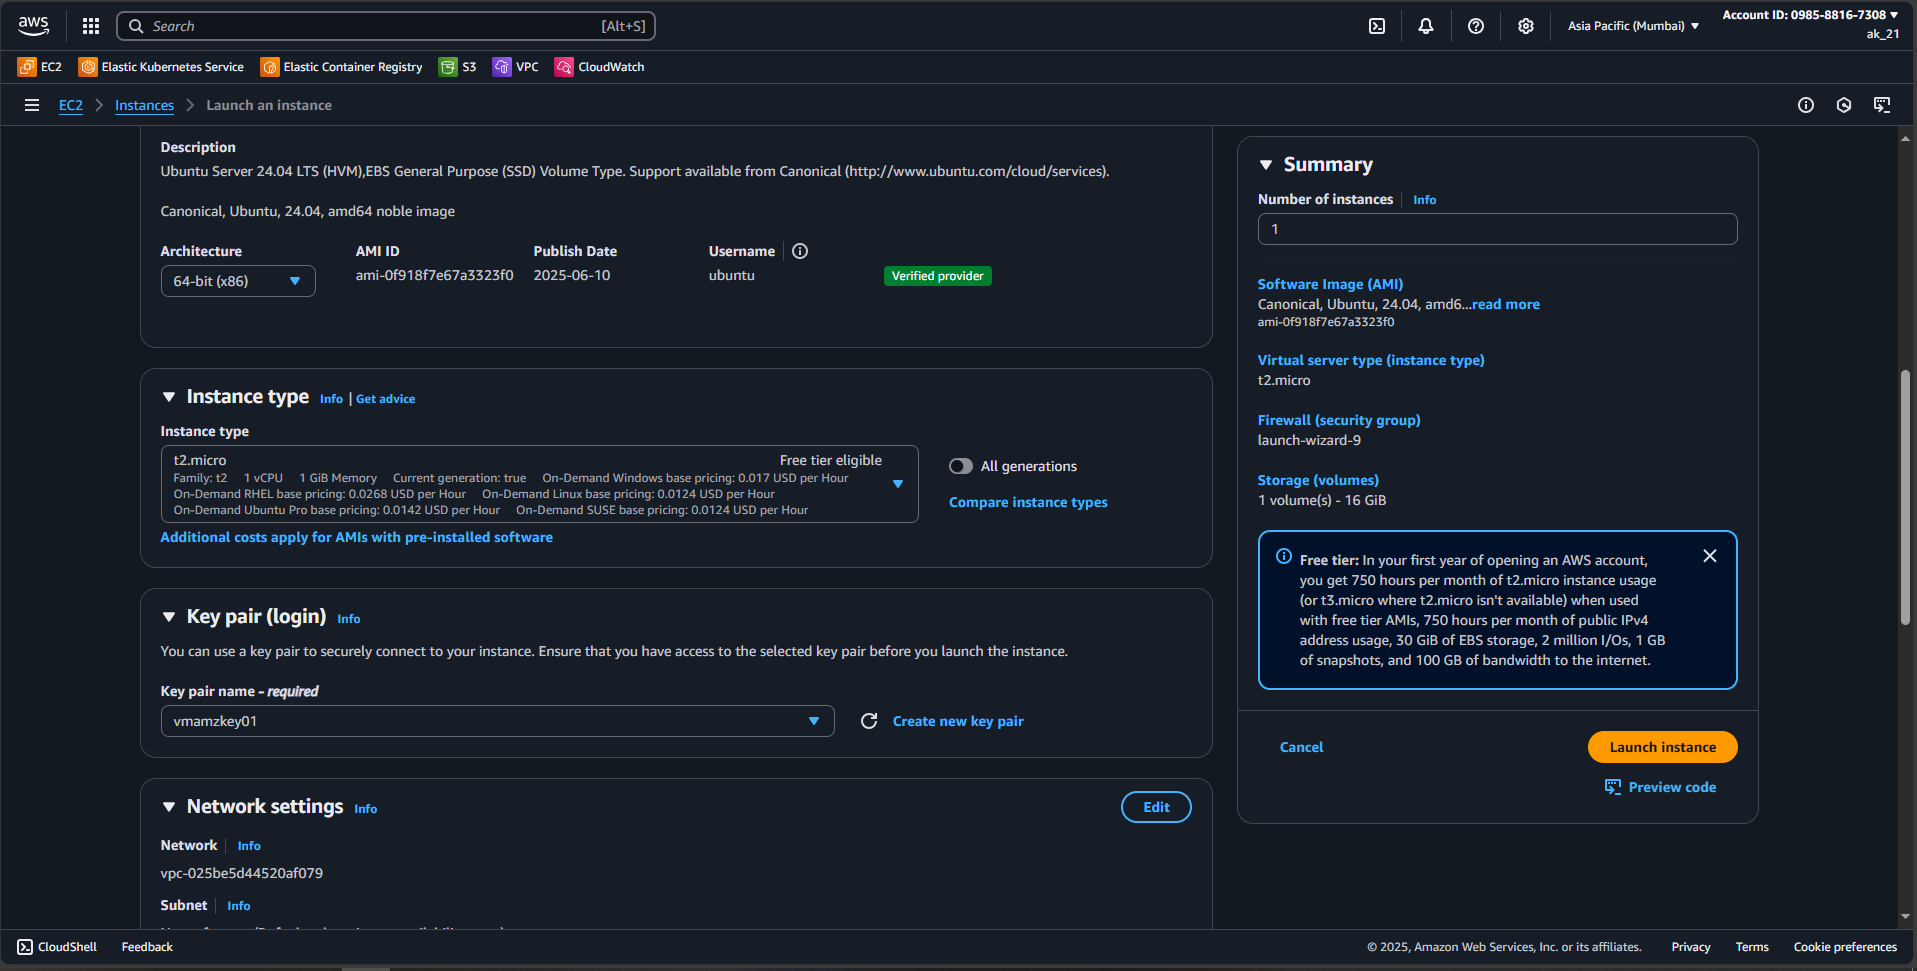 aws
Search
[Alt+S]
Asia Pacific (Mumbai)
Account ID: 0985-8816-7308
ak_21
EC2
Elastic Kubernetes Service
Elastic Container Registry
S3
VPC
CloudWatch
EC2
Instances
Launch an instance
Description
Ubuntu Server 24.04 LTS (HVM),EBS General Purpose (SSD) Volume Type. Support available from Canonical (http://www.ubuntu.com/cloud/services).
Canonical, Ubuntu, 24.04, amd64 noble image
Architecture
64-bit (x86)
AMI ID
ami-0f918f7e67a3323f0
Publish Date
2025-06-10
Username
ubuntu
Verified provider
Instance type
Info | Get advice
Instance type
t2.micro
Free tier eligible
Family: t2 1 vCPU 1 GiB Memory Current generation: true On-Demand Windows base pricing: 0.017 USD per Hour
On-Demand RHEL base pricing: 0.0268 USD per Hour On-Demand Linux base pricing: 0.0124 USD per Hour
On-Demand Ubuntu Pro base pricing: 0.0142 USD per Hour On-Demand SUSE base pricing: 0.0124 USD per Hour
All generations
Compare instance types
Additional costs apply for AMIs with pre-installed software
Key pair (login)
Info
You can use a key pair to securely connect to your instance. Ensure that you have access to the selected key pair before you launch the instance.
Key pair name - required
vmamzkey01
Create new key pair
Network settings
Info
Edit
Network
Info
vpc-025be5d44520af079
Subnet
Info
Summary
Number of instances
Info
1
Software Image (AMI)
Canonical, Ubuntu, 24.04, amd6...read more
ami-0f918f7e67a3323f0
Virtual server type (instance type)
t2.micro
Firewall (security group)
launch-wizard-9
Storage (volumes)
1 volume(s) - 16 GiB
Free tier: In your first year of opening an AWS account,
you get 750 hours per month of t2.micro instance usage
(or t3.micro where t2.micro isn't available) when used
with free tier AMIs, 750 hours per month of public IPv4
address usage, 30 GiB of EBS storage, 2 million I/Os, 1 GB
of snapshots, and 100 GB of bandwidth to the internet.
Cancel
Launch instance
Preview code
CloudShell
Feedback
© 2025, Amazon Web Services, Inc. or its affiliates.
Privacy
Terms
Cookie preferences